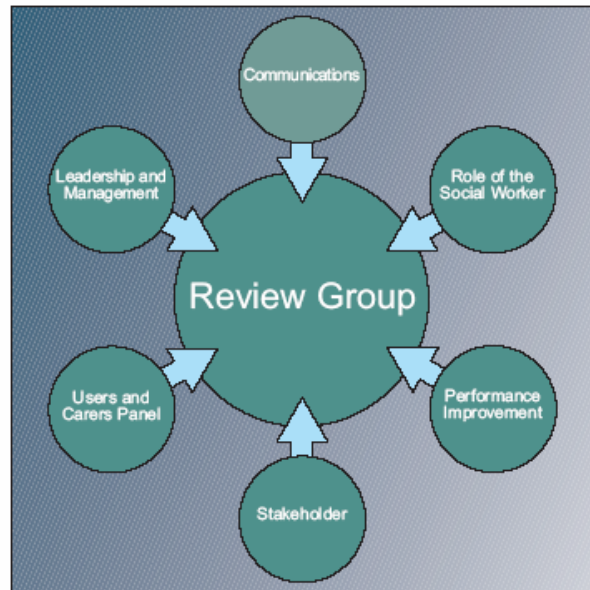 Communications
Leadership and
Management
Role of the
Social Worker
Review Group
Users and
Carers Panel
Performance
Improvement
Stakeholder